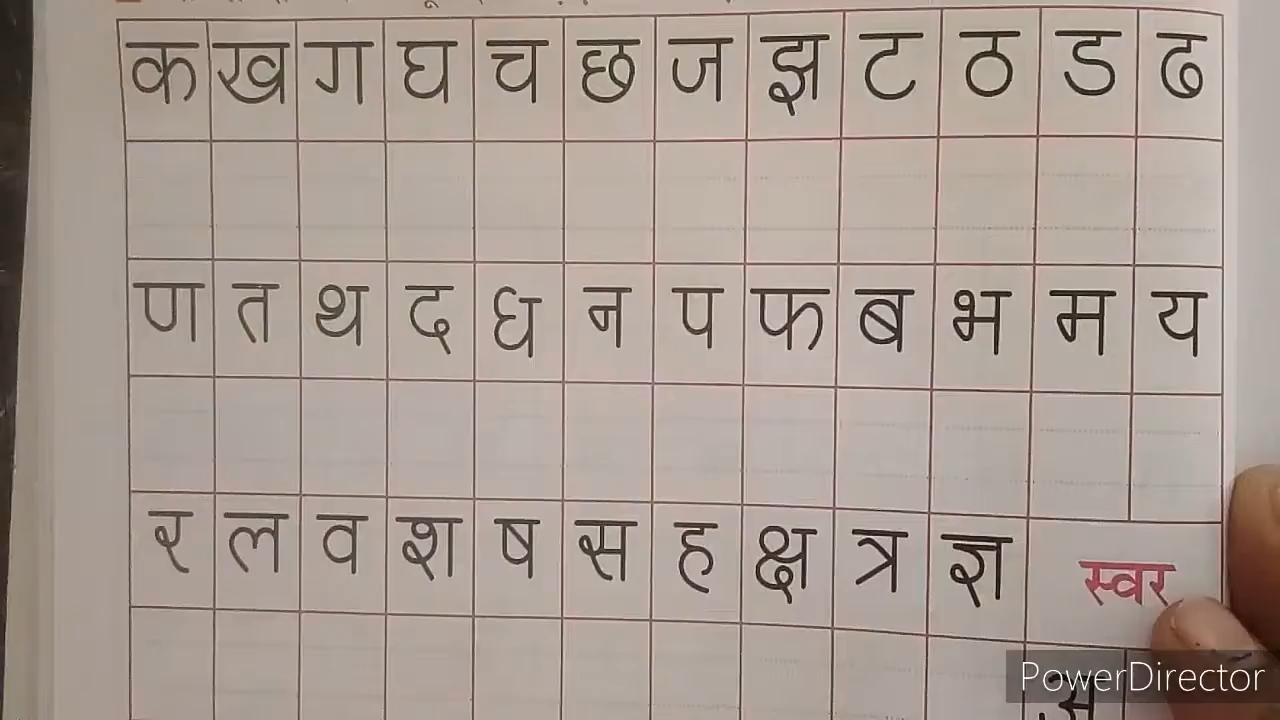 क ख ग घ च छ ज झ ट ठ ड ढ
ण त थ द ध न प फ ब भ म य
र ल व श ष स ह क्ष त्र ज्ञ स्वर
PowerDirector